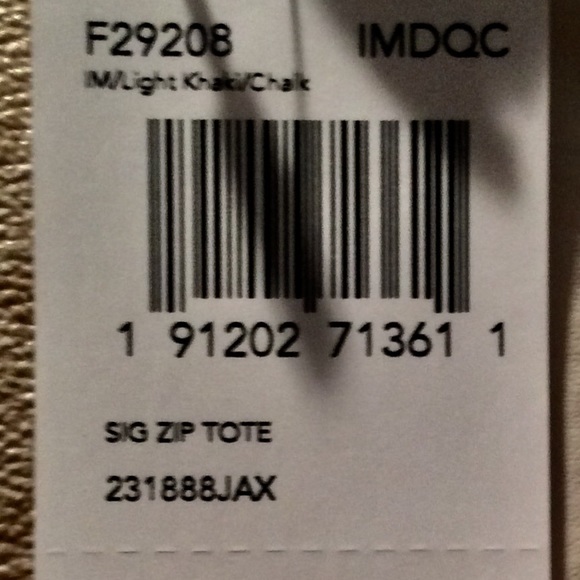 F29208 IMDQC
IM/Light Khaki/Chalk
1 91202 71361 1
SIG ZIP TOTE
231888JAX